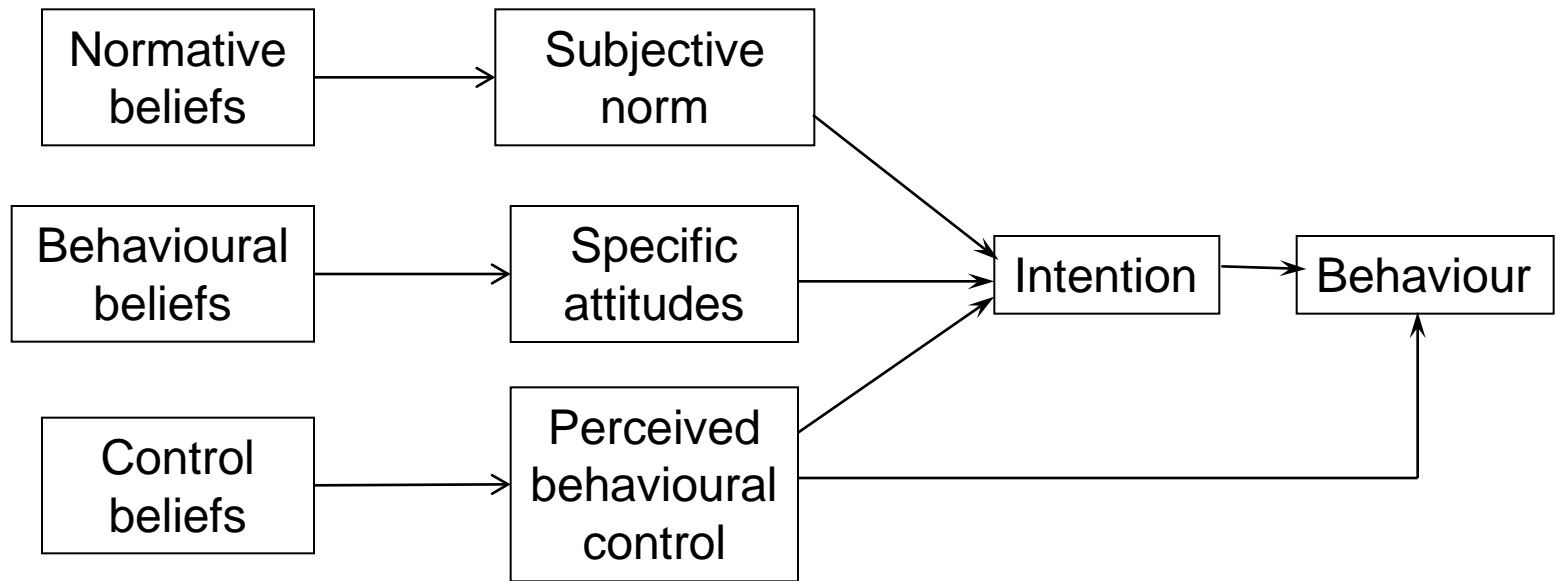 Normative
beliefs
Subjective
norm
Behavioural
beliefs
Specific
attitudes
Intention
Behaviour
Control
beliefs
Perceived
behavioural
control